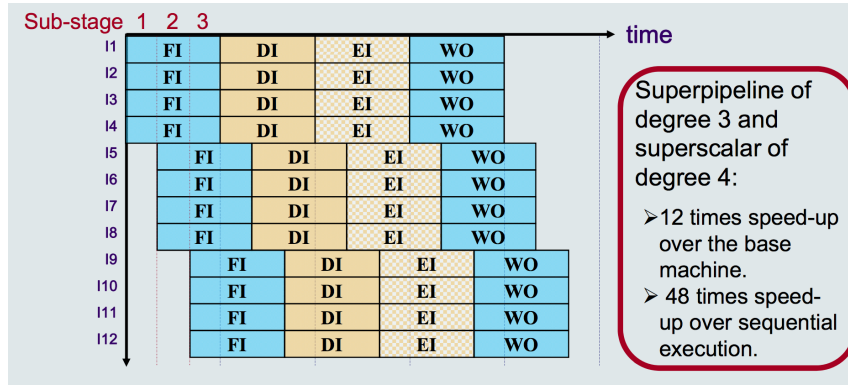 Sub-stage 1 2 3
time
I1 FI DI EI WO
I2 FI DI EI WO
I3 FI DI EI WO
I4 FI DI EI WO
I5 FI DI EI WO
I6 FI DI EI WO
I7 FI DI EI WO
I8 FI DI EI WO
I9 FI DI EI WO
I10 FI DI EI WO
I11 FI DI EI WO
I12 FI DI EI WO
Superpipeline of
degree 3 and
superscalar of
degree 4:
➢12 times speed-up
over the base
machine.
➢ 48 times speed-
up over sequential
execution.